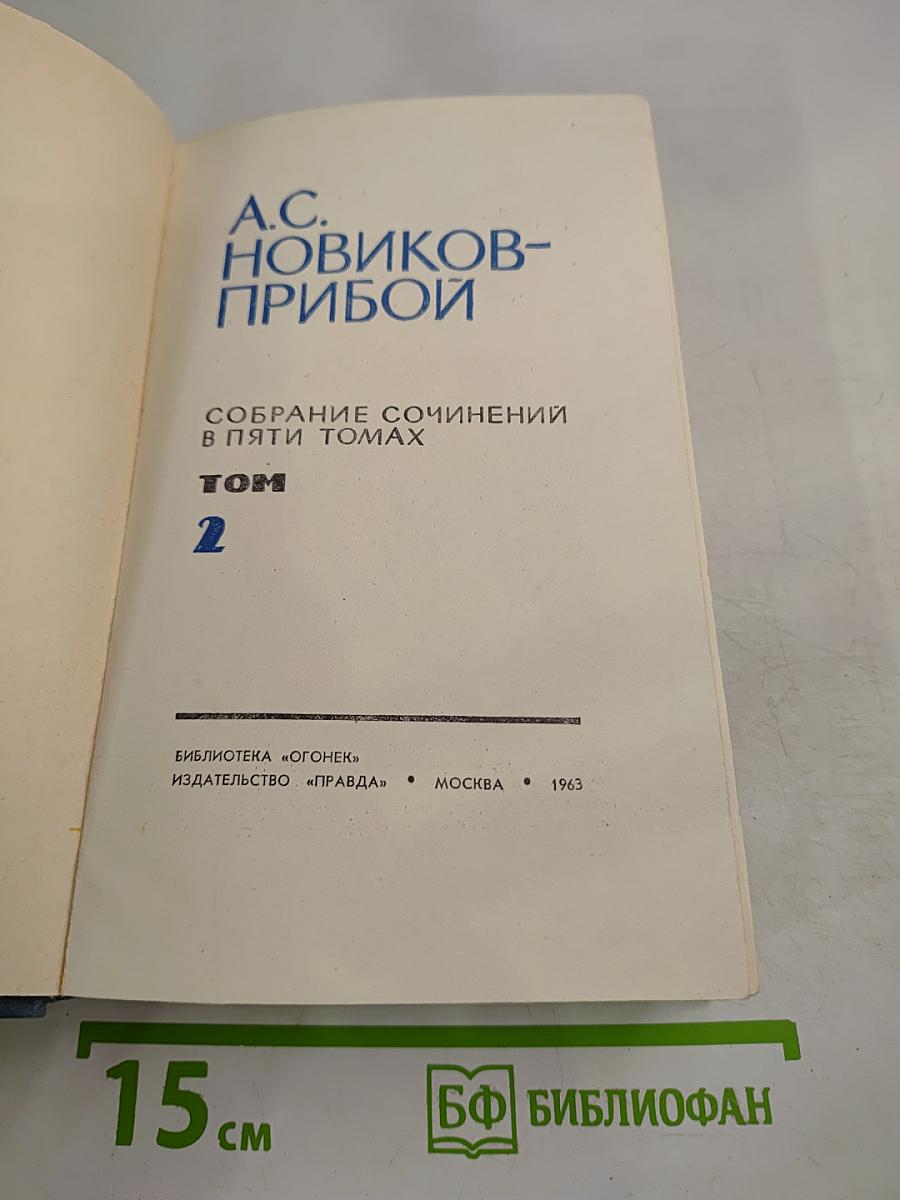 А.С.
НОВИКОВ-
ПРИБОЙ
СОБРАНИЕ СОЧИНЕНИЙ
В ПЯТИ ТОМАХ
ТОМ
2
БИБЛИОТЕКА «ОГОНЕК»
ИЗДАТЕЛЬСТВО «ПРАВДА» • МОСКВА • 1963
15 см
БФ БИБЛИОФАН